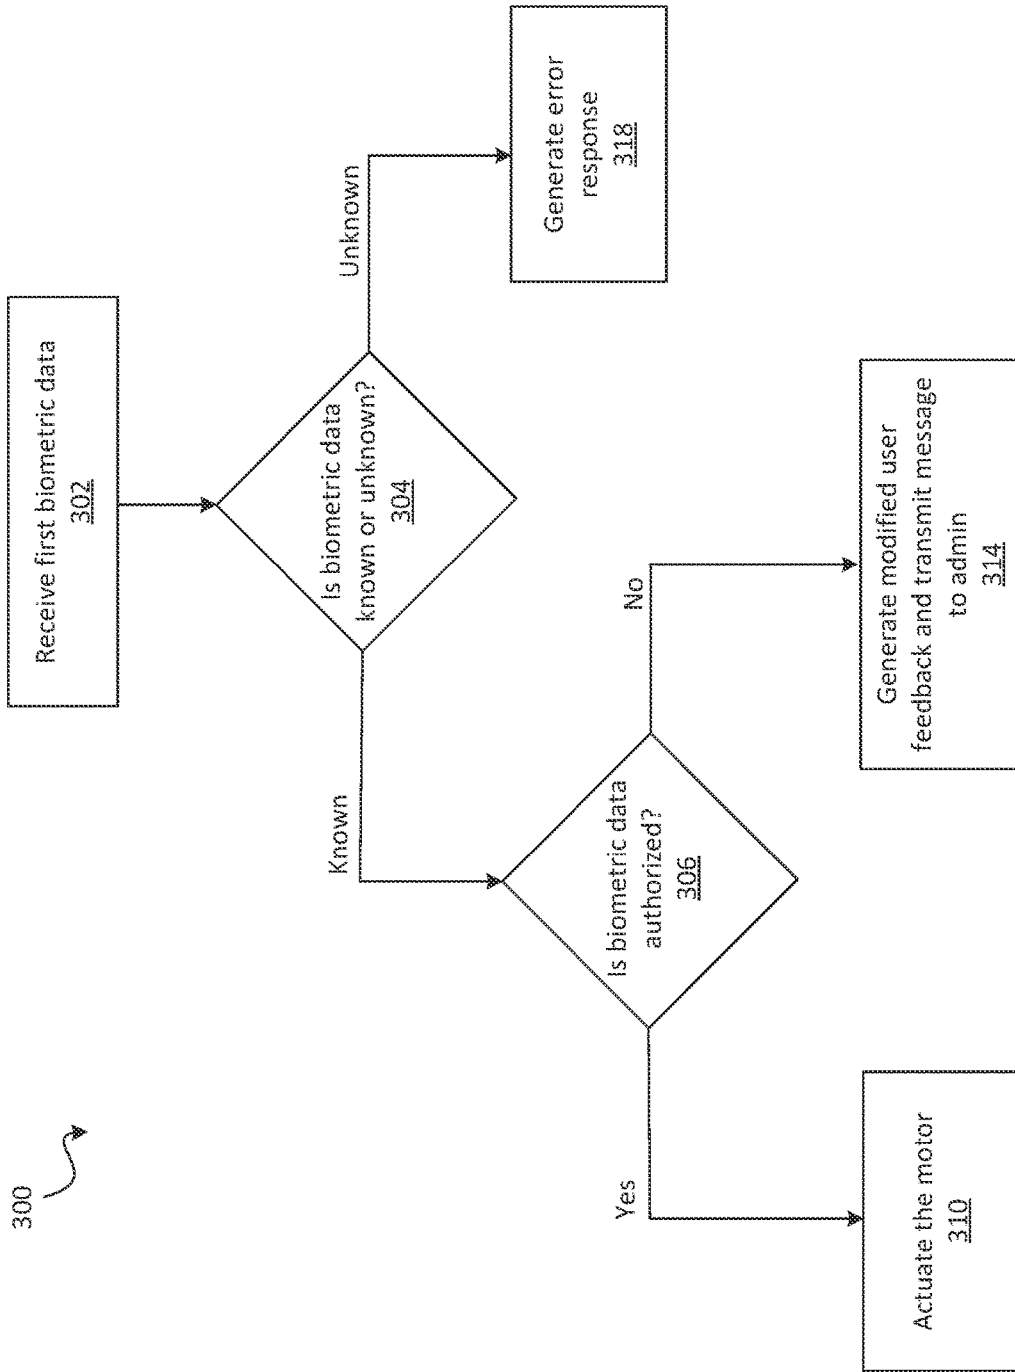 300
Receive first biometric data
302
Is biometric data
known or unknown?
304
Known
Unknown
Is biometric data
authorized?
306
Generate error
response
318
Yes
No
Actuate the motor
310
Generate modified user
feedback and transmit message
to admin
314